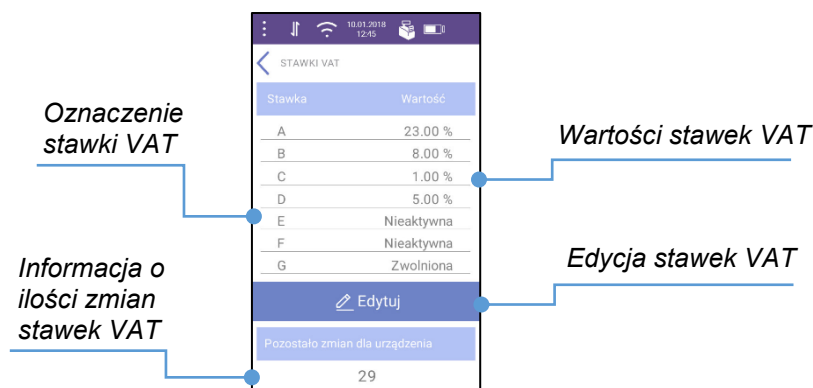 10.01.2018
12:45
STAWKI VAT
Stawka Wartość
A 23.00 %
B 8.00 %
C 1.00 %
D 5.00 %
E Nieaktywna
F Nieaktywna
G Zwolniona
Edytuj
Pozostało zmian dla urządzenia
29
Oznaczenie
stawki VAT
Informacja o
ilości zmian
stawek VAT
Wartości stawek VAT
Edycja stawek VAT